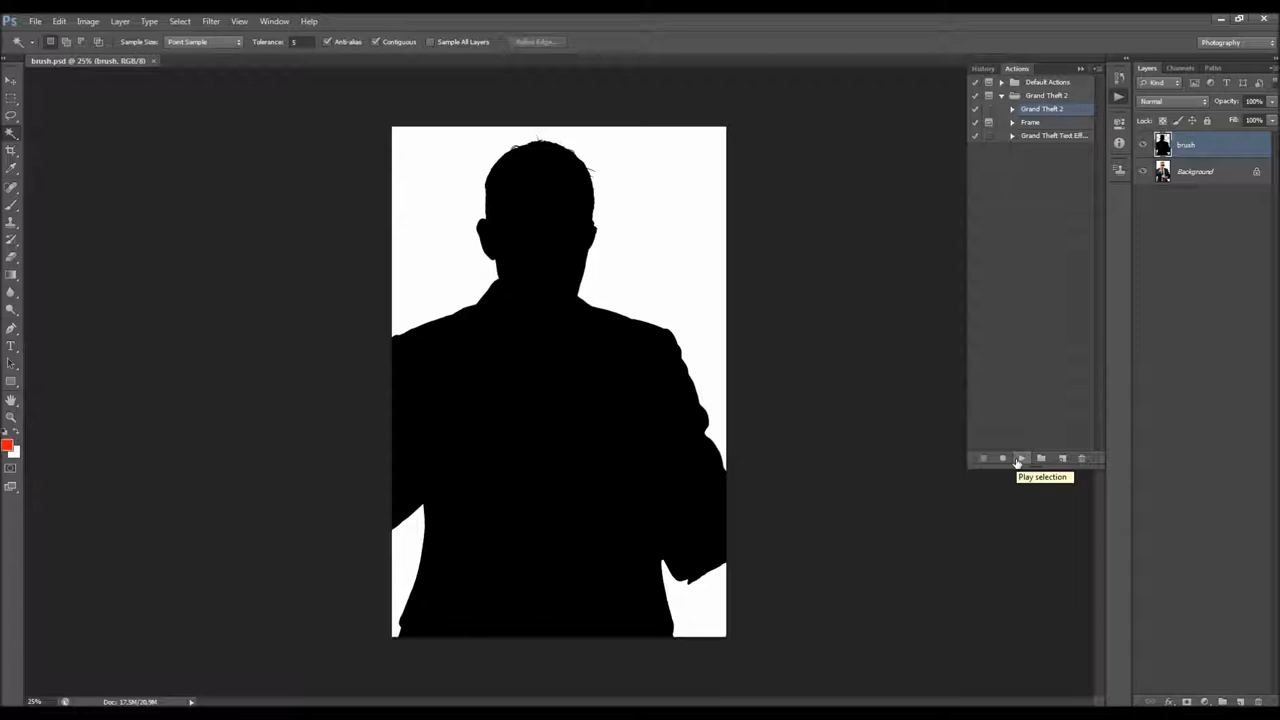 Ps File Edit Image Layer Type Select Filter View Window Help
Sample Size: Point Sample Tolerance: 5 Anti-alias Contiguous Sample All Layers Refine Edge... Photography
brush.psd @ 25% (brush, RGB/8) ×
History Actions
Default Actions
Grand Theft 2
Grand Theft 2
Frame
Grand Theft Text Eff...
Play selection
Layers Channels Paths
Kind
Normal Opacity: 100%
Lock: Fill: 100%
brush
Background
25% Doc: 17.5M/20.9M